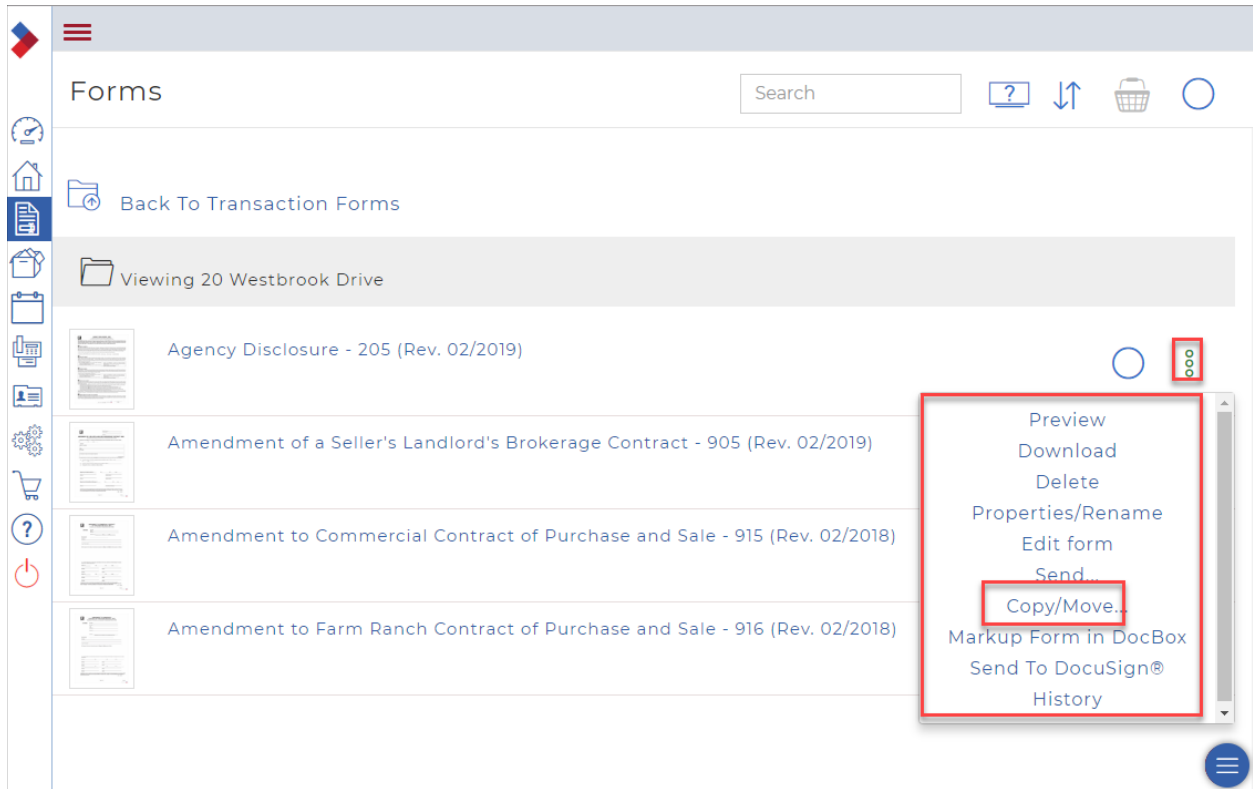 Forms
Search
?
Back To Transaction Forms
Viewing 20 Westbrook Drive
Agency Disclosure - 205 (Rev. 02/2019)
Amendment of a Seller's Landlord's Brokerage Contract - 905 (Rev. 02/2019)
Amendment to Commercial Contract of Purchase and Sale - 915 (Rev. 02/2018)
Amendment to Farm Ranch Contract of Purchase and Sale - 916 (Rev. 02/2018)
Preview
Download
Delete
Properties/Rename
Edit form
Send...
Copy/Move...
Markup Form in DocBox
Send To DocuSign®
History
?